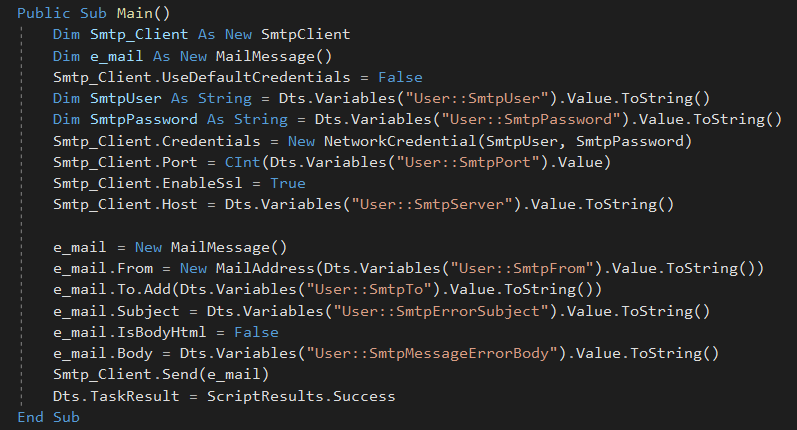 Public Sub Main()
Dim Smtp_Client As New SmtpClient
Dim e_mail As New MailMessage()
Smtp_Client.UseDefaultCredentials = False
Dim SmtpUser As String = Dts.Variables("User::SmtpUser").Value.ToString()
Dim SmtpPassword As String = Dts.Variables("User::SmtpPassword").Value.ToString()
Smtp_Client.Credentials = New NetworkCredential(SmtpUser, SmtpPassword)
Smtp_Client.Port = CInt(Dts.Variables("User::SmtpPort").Value)
Smtp_Client.EnableSsl = True
Smtp_Client.Host = Dts.Variables("User::SmtpServer").Value.ToString()
e_mail = New MailMessage()
e_mail.From = New MailAddress(Dts.Variables("User::SmtpFrom").Value.ToString())
e_mail.To.Add(Dts.Variables("User::SmtpTo").Value.ToString())
e_mail.Subject = Dts.Variables("User::SmtpErrorSubject").Value.ToString()
e_mail.IsBodyHtml = False
e_mail.Body = Dts.Variables("User::SmtpMessageErrorBody").Value.ToString()
Smtp_Client.Send(e_mail)
Dts.TaskResult = ScriptResults.Success
End Sub